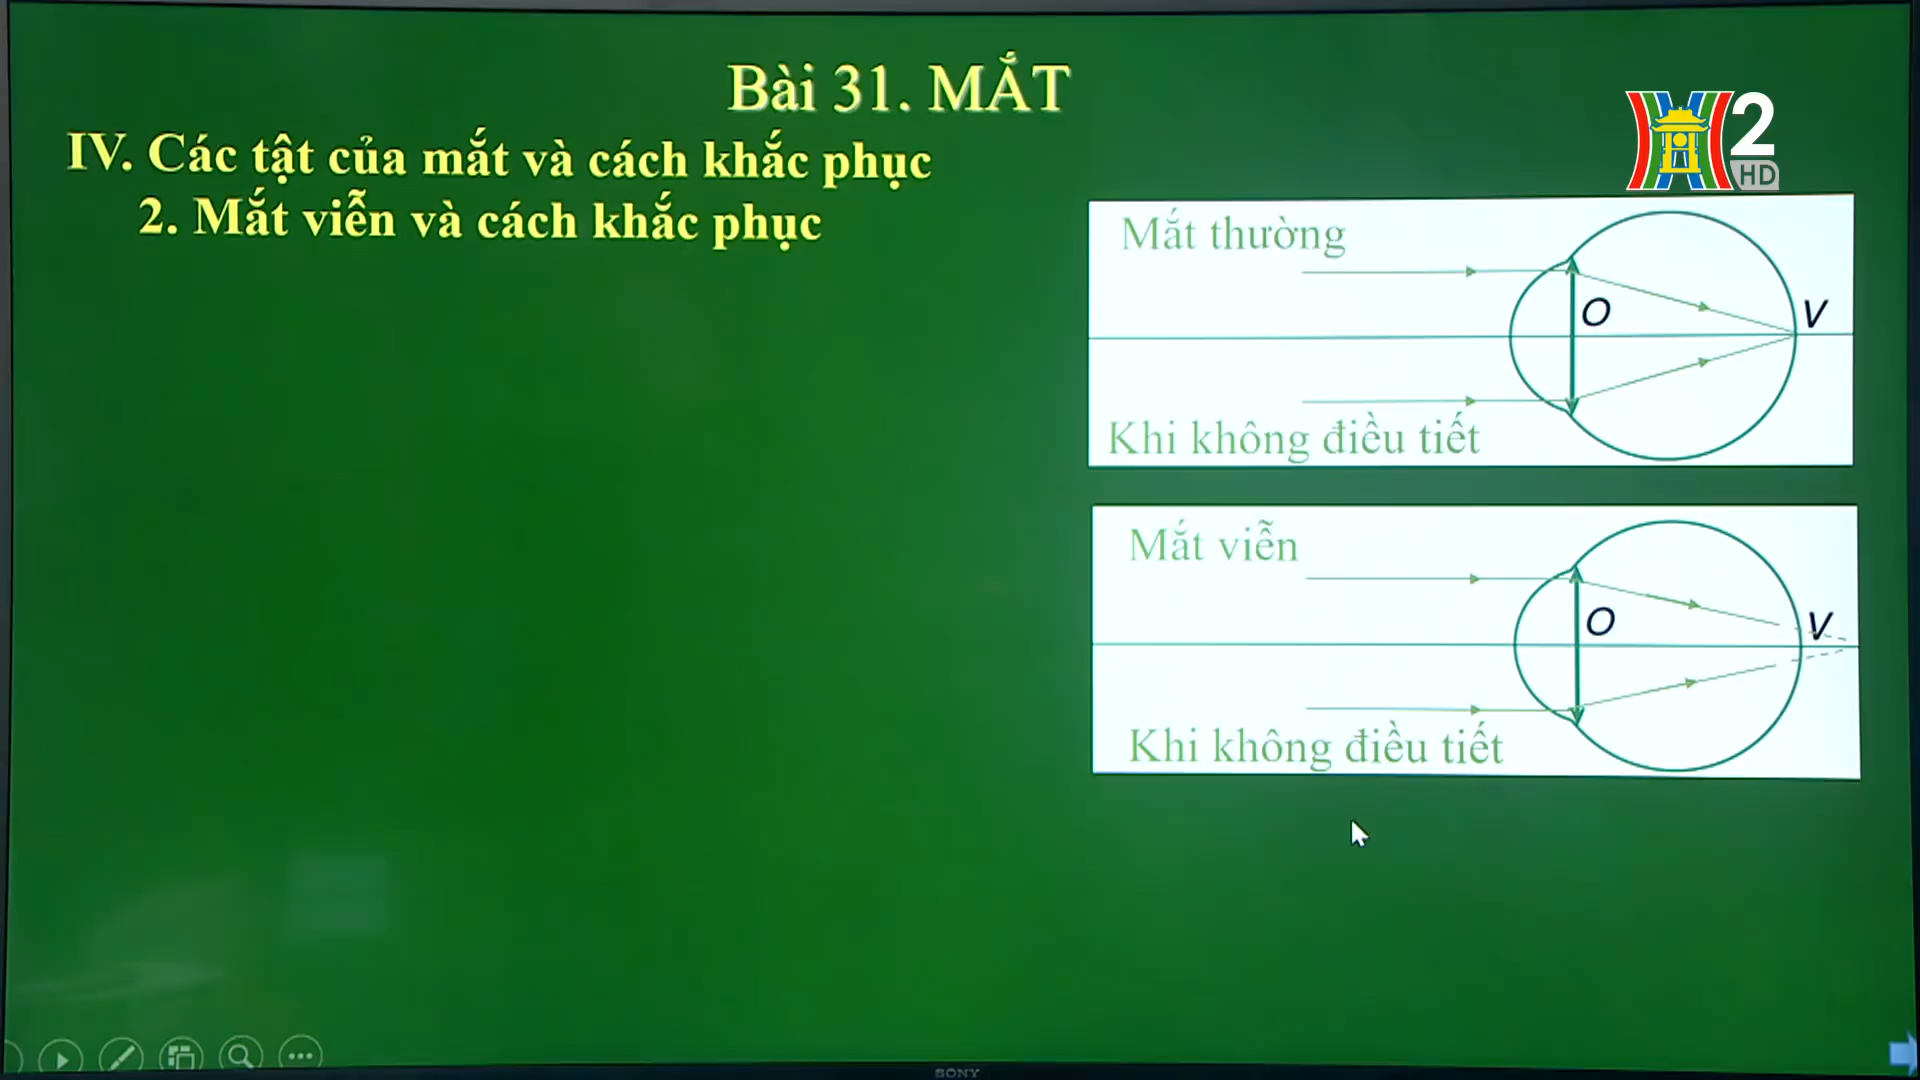 Bài 31. MẮT
IV. Các tật của mắt và cách khắc phục
2. Mắt viễn và cách khắc phục
2
HD
Mắt thường
O
V
Khi không điều tiết
Mắt viễn
O
V
Khi không điều tiết
SONY